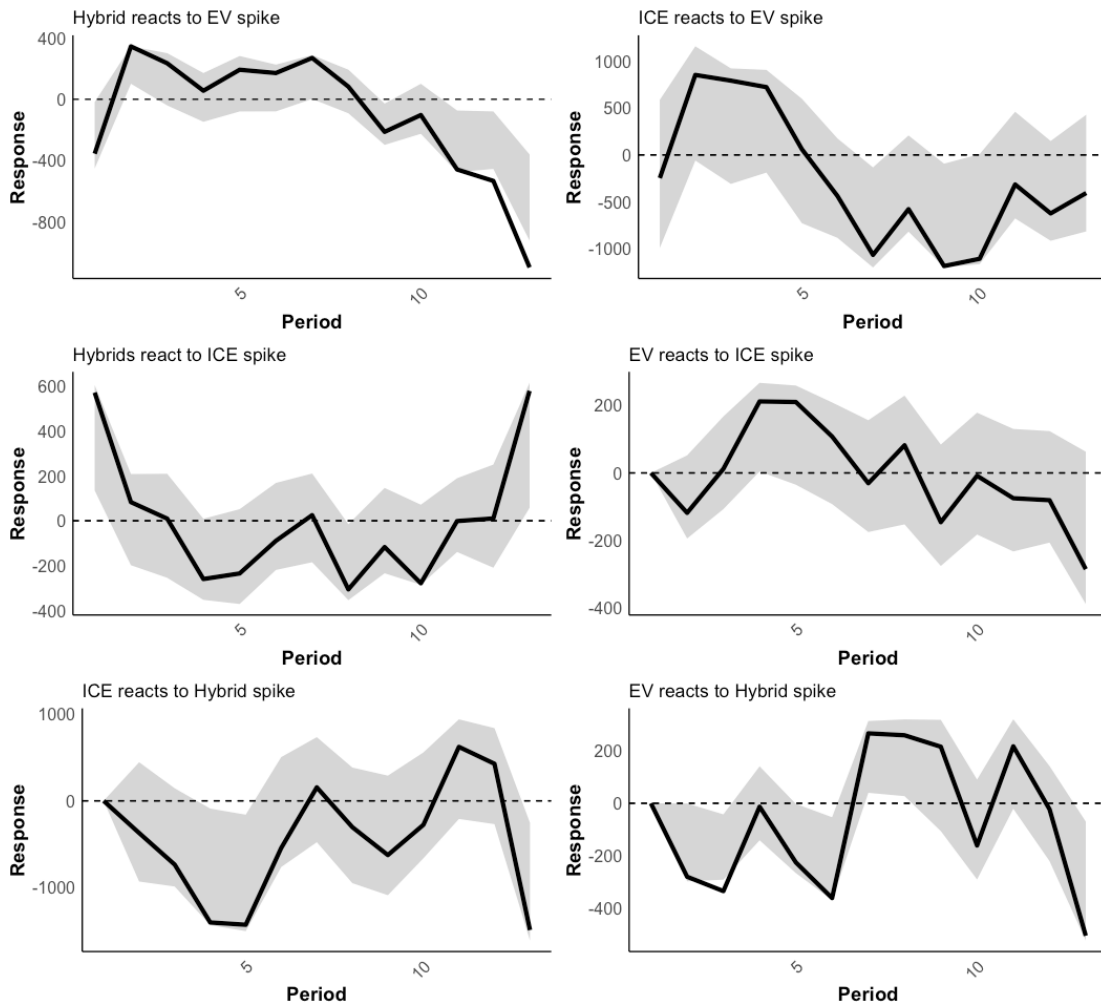 Hybrid reacts to EV spike
400
0
-400
-800
Response
5
10
Period
ICE reacts to EV spike
1000
500
0
-500
-1000
Response
5
10
Period
Hybrids react to ICE spike
600
400
200
0
-200
-400
Response
5
10
Period
EV reacts to ICE spike
200
0
-200
-400
Response
5
10
Period
ICE reacts to Hybrid spike
1000
0
-1000
Response
5
10
Period
EV reacts to Hybrid spike
200
0
-200
-400
Response
5
10
Period